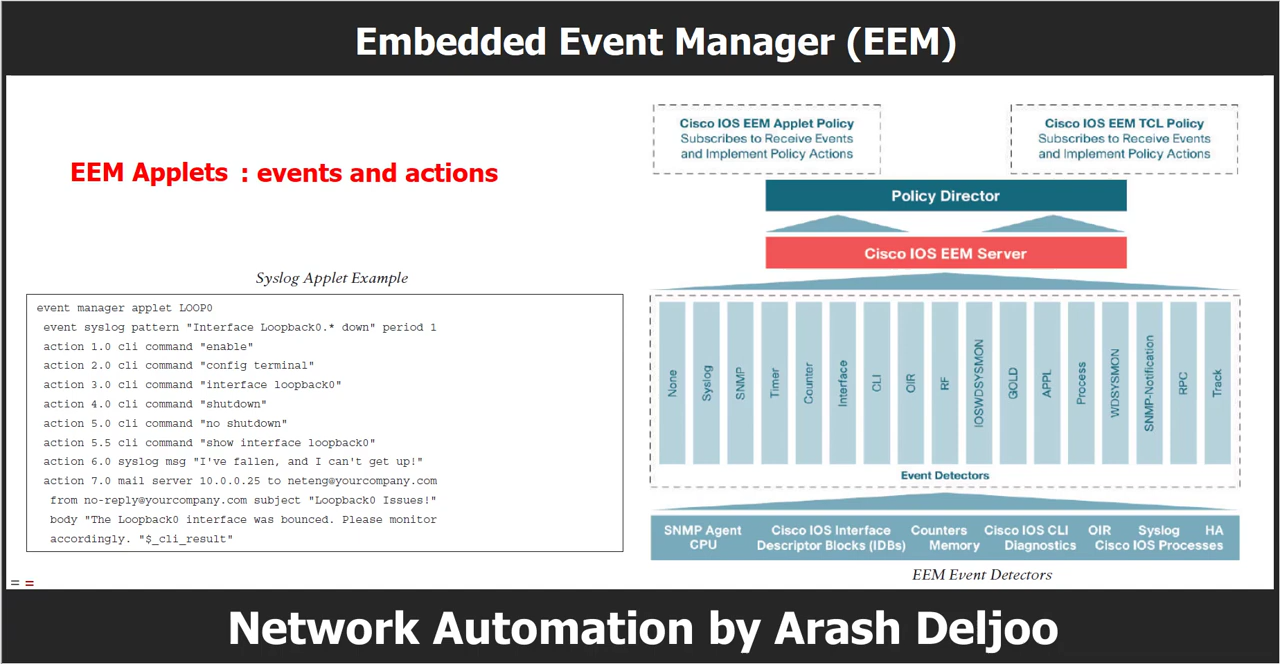 Embedded Event Manager (EEM)
EEM Applets : events and actions
Syslog Applet Example
event manager applet LOOP0
event syslog pattern "Interface Loopback0.* down" period 1
action 1.0 cli command "enable"
action 2.0 cli command "config terminal"
action 3.0 cli command "interface loopback0"
action 4.0 cli command "shutdown"
action 5.0 cli command "no shutdown"
action 5.5 cli command "show interface loopback0"
action 6.0 syslog msg "I've fallen, and I can't get up!"
action 7.0 mail server 10.0.0.25 to neteng@yourcompany.com
from no-reply@yourcompany.com subject "Loopback0 Issues!"
body "The Loopback0 interface was bounced. Please monitor
accordingly. "$_cli_result"
Cisco IOS EEM Applet Policy
Subscribes to Receive Events
and Implement Policy Actions
Cisco IOS EEM TCL Policy
Subscribes to Receive Events
and Implement Policy Actions
Policy Director
Cisco IOS EEM Server
None
Syslog
SNMP
Timer
Counter
Interface
CLI
OIR
RF
IOSWDSYSMON
GOLD
APPL
Process
WDSYSMON
SNMP-Notification
RPC
Track
Event Detectors
SNMP Agent
CPU
Cisco IOS Interface
Descriptor Blocks (IDBs)
Counters
Memory
Cisco IOS CLI
Diagnostics
OIR
Syslog
HA
Cisco IOS Processes
EEM Event Detectors
Network Automation by Arash Deljoo